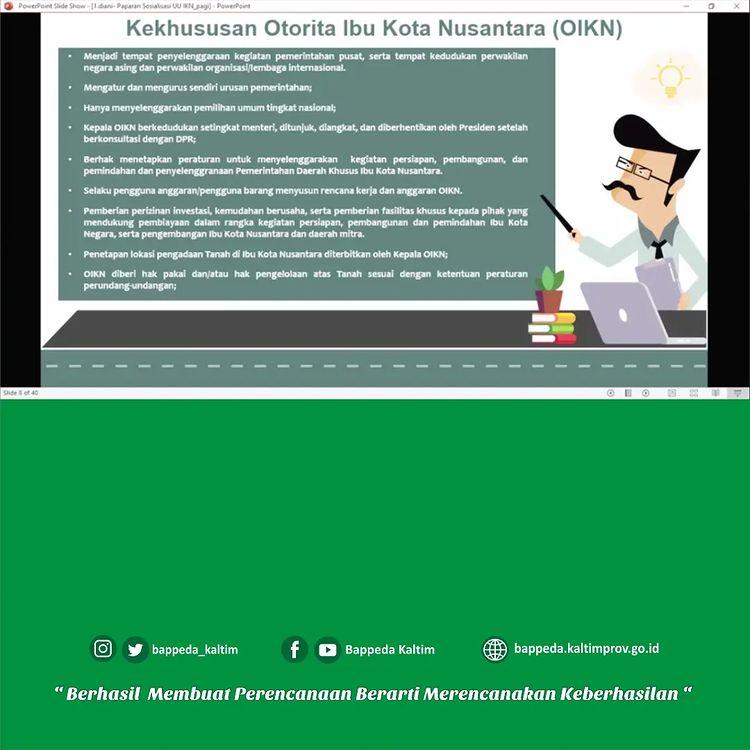 PowerPoint Slide Show - [1.diani- Paparan Sosialisasi UU IKN_pagi] - PowerPoint
Kekhususan Otorita Ibu Kota Nusantara (OIKN)
• Menjadi tempat penyelenggaraan kegiatan pemerintahan pusat, serta tempat kedudukan perwakilan
negara asing dan perwakilan organisasi/lembaga internasional.
• Mengatur dan mengurus sendiri urusan pemerintahan;
• Hanya menyelenggarakan pemilihan umum tingkat nasional;
• Kepala OIKN berkedudukan setingkat menteri, ditunjuk, diangkat, dan diberhentikan oleh Presiden setelah
berkonsultasi dengan DPR;
• Berhak menetapkan peraturan untuk menyelenggarakan kegiatan persiapan, pembangunan, dan
pemindahan dan penyelenggranaan Pemerintahan Daerah Khusus Ibu Kota Nusantara.
• Selaku pengguna anggaran/pengguna barang menyusun rencana kerja dan anggaran OIKN.
• Pemberian perizinan investasi, kemudahan berusaha, serta pemberian fasilitas khusus kepada pihak yang
mendukung pembiayaan dalam rangka kegiatan persiapan, pembangunan dan pemindahan Ibu Kota
Negara, serta pengembangan Ibu Kota Nusantara dan daerah mitra.
• Penetapan lokasi pengadaan Tanah di Ibu Kota Nusantara diterbitkan oleh Kepala OIKN;
• OIKN diberi hak pakai dan/atau hak pengelolaan atas Tanah sesuai dengan ketentuan peraturan
perundang-undangan;
Slide 8 of 40
bappeda_kaltim
Bappeda Kaltim
bappeda.kaltimprov.go.id
“ Berhasil Membuat Perencanaan Berarti Merencanakan Keberhasilan “